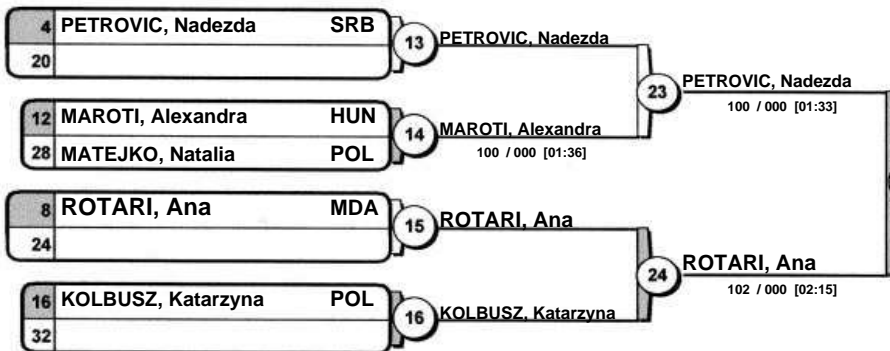 4 PETROVIC, Nadezda SRB
20
13 PETROVIC, Nadezda
12 MAROTI, Alexandra HUN
28 MATEJKO, Natalia POL
14 MAROTI, Alexandra
100 / 000 [01:36]
23 PETROVIC, Nadezda
100 / 000 [01:33]
8 ROTARI, Ana MDA
24
15 ROTARI, Ana
16 KOLBUSZ, Katarzyna POL
32
16 KOLBUSZ, Katarzyna
24 ROTARI, Ana
102 / 000 [02:15]